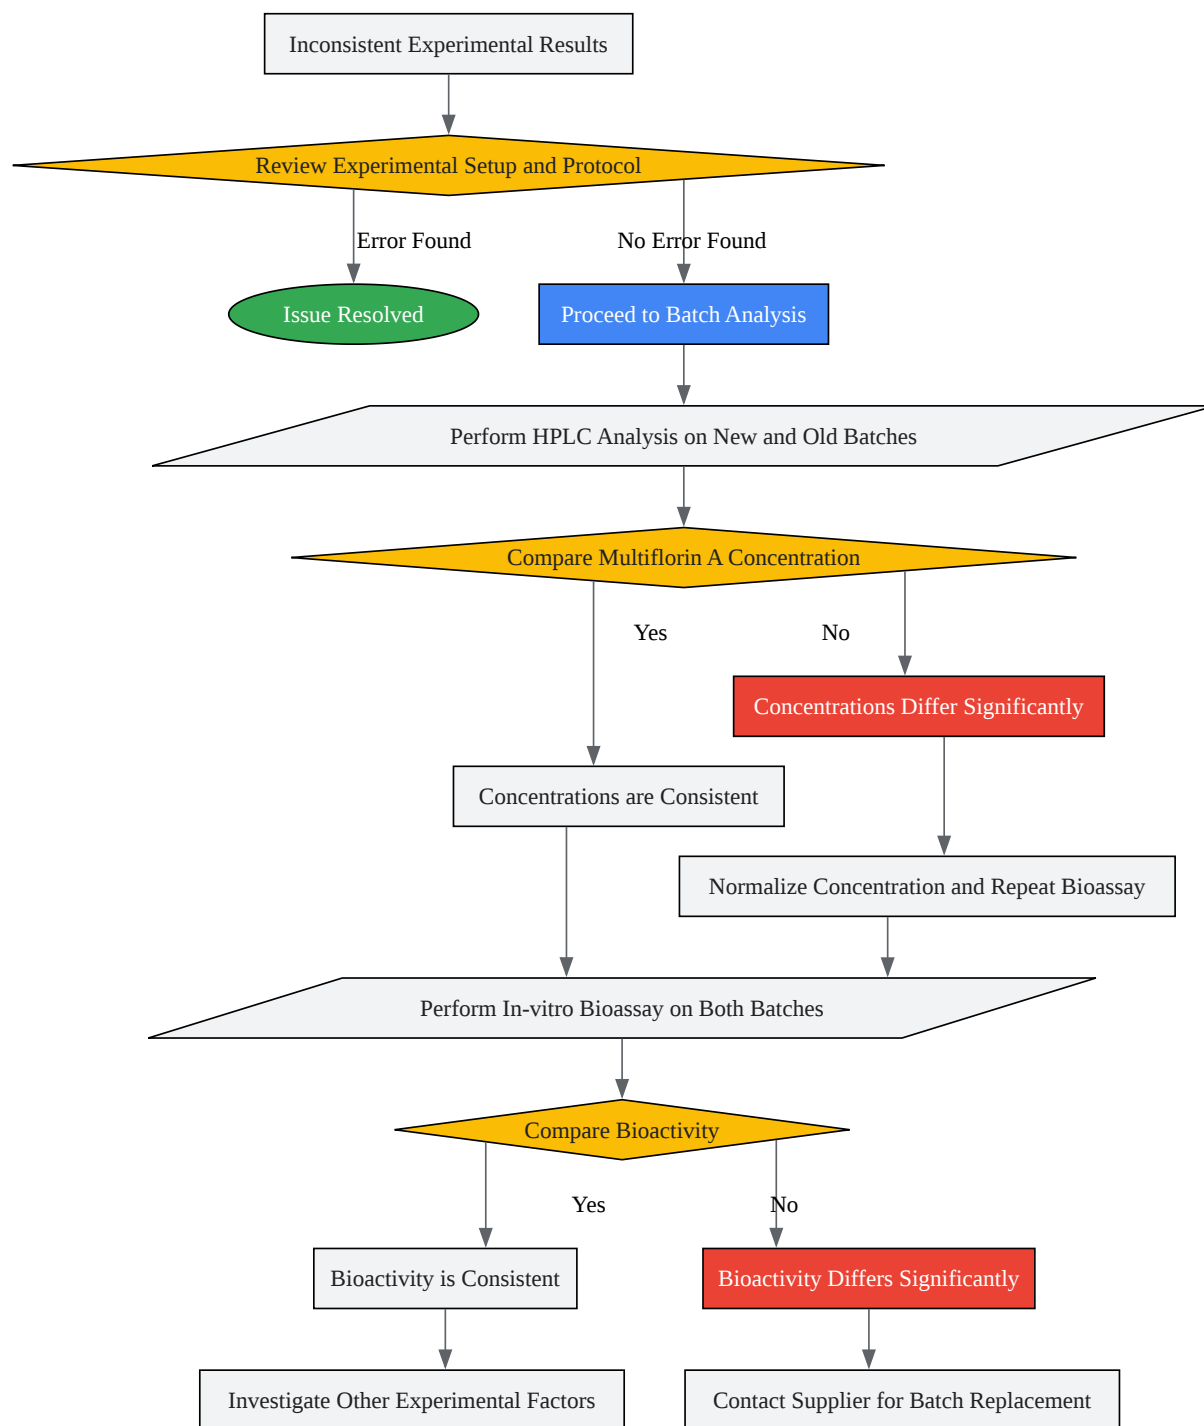 Inconsistent Experimental Results
Review Experimental Setup and Protocol
Error Found
No Error Found
Issue Resolved
Proceed to Batch Analysis
Perform HPLC Analysis on New and Old Batches
Compare Multiflorin A Concentration
Yes
No
Concentrations Differ Significantly
Concentrations are Consistent
Normalize Concentration and Repeat Bioassay
Perform In-vitro Bioassay on Both Batches
Compare Bioactivity
Yes
No
Bioactivity is Consistent
Bioactivity Differs Significantly
Investigate Other Experimental Factors
Contact Supplier for Batch Replacement